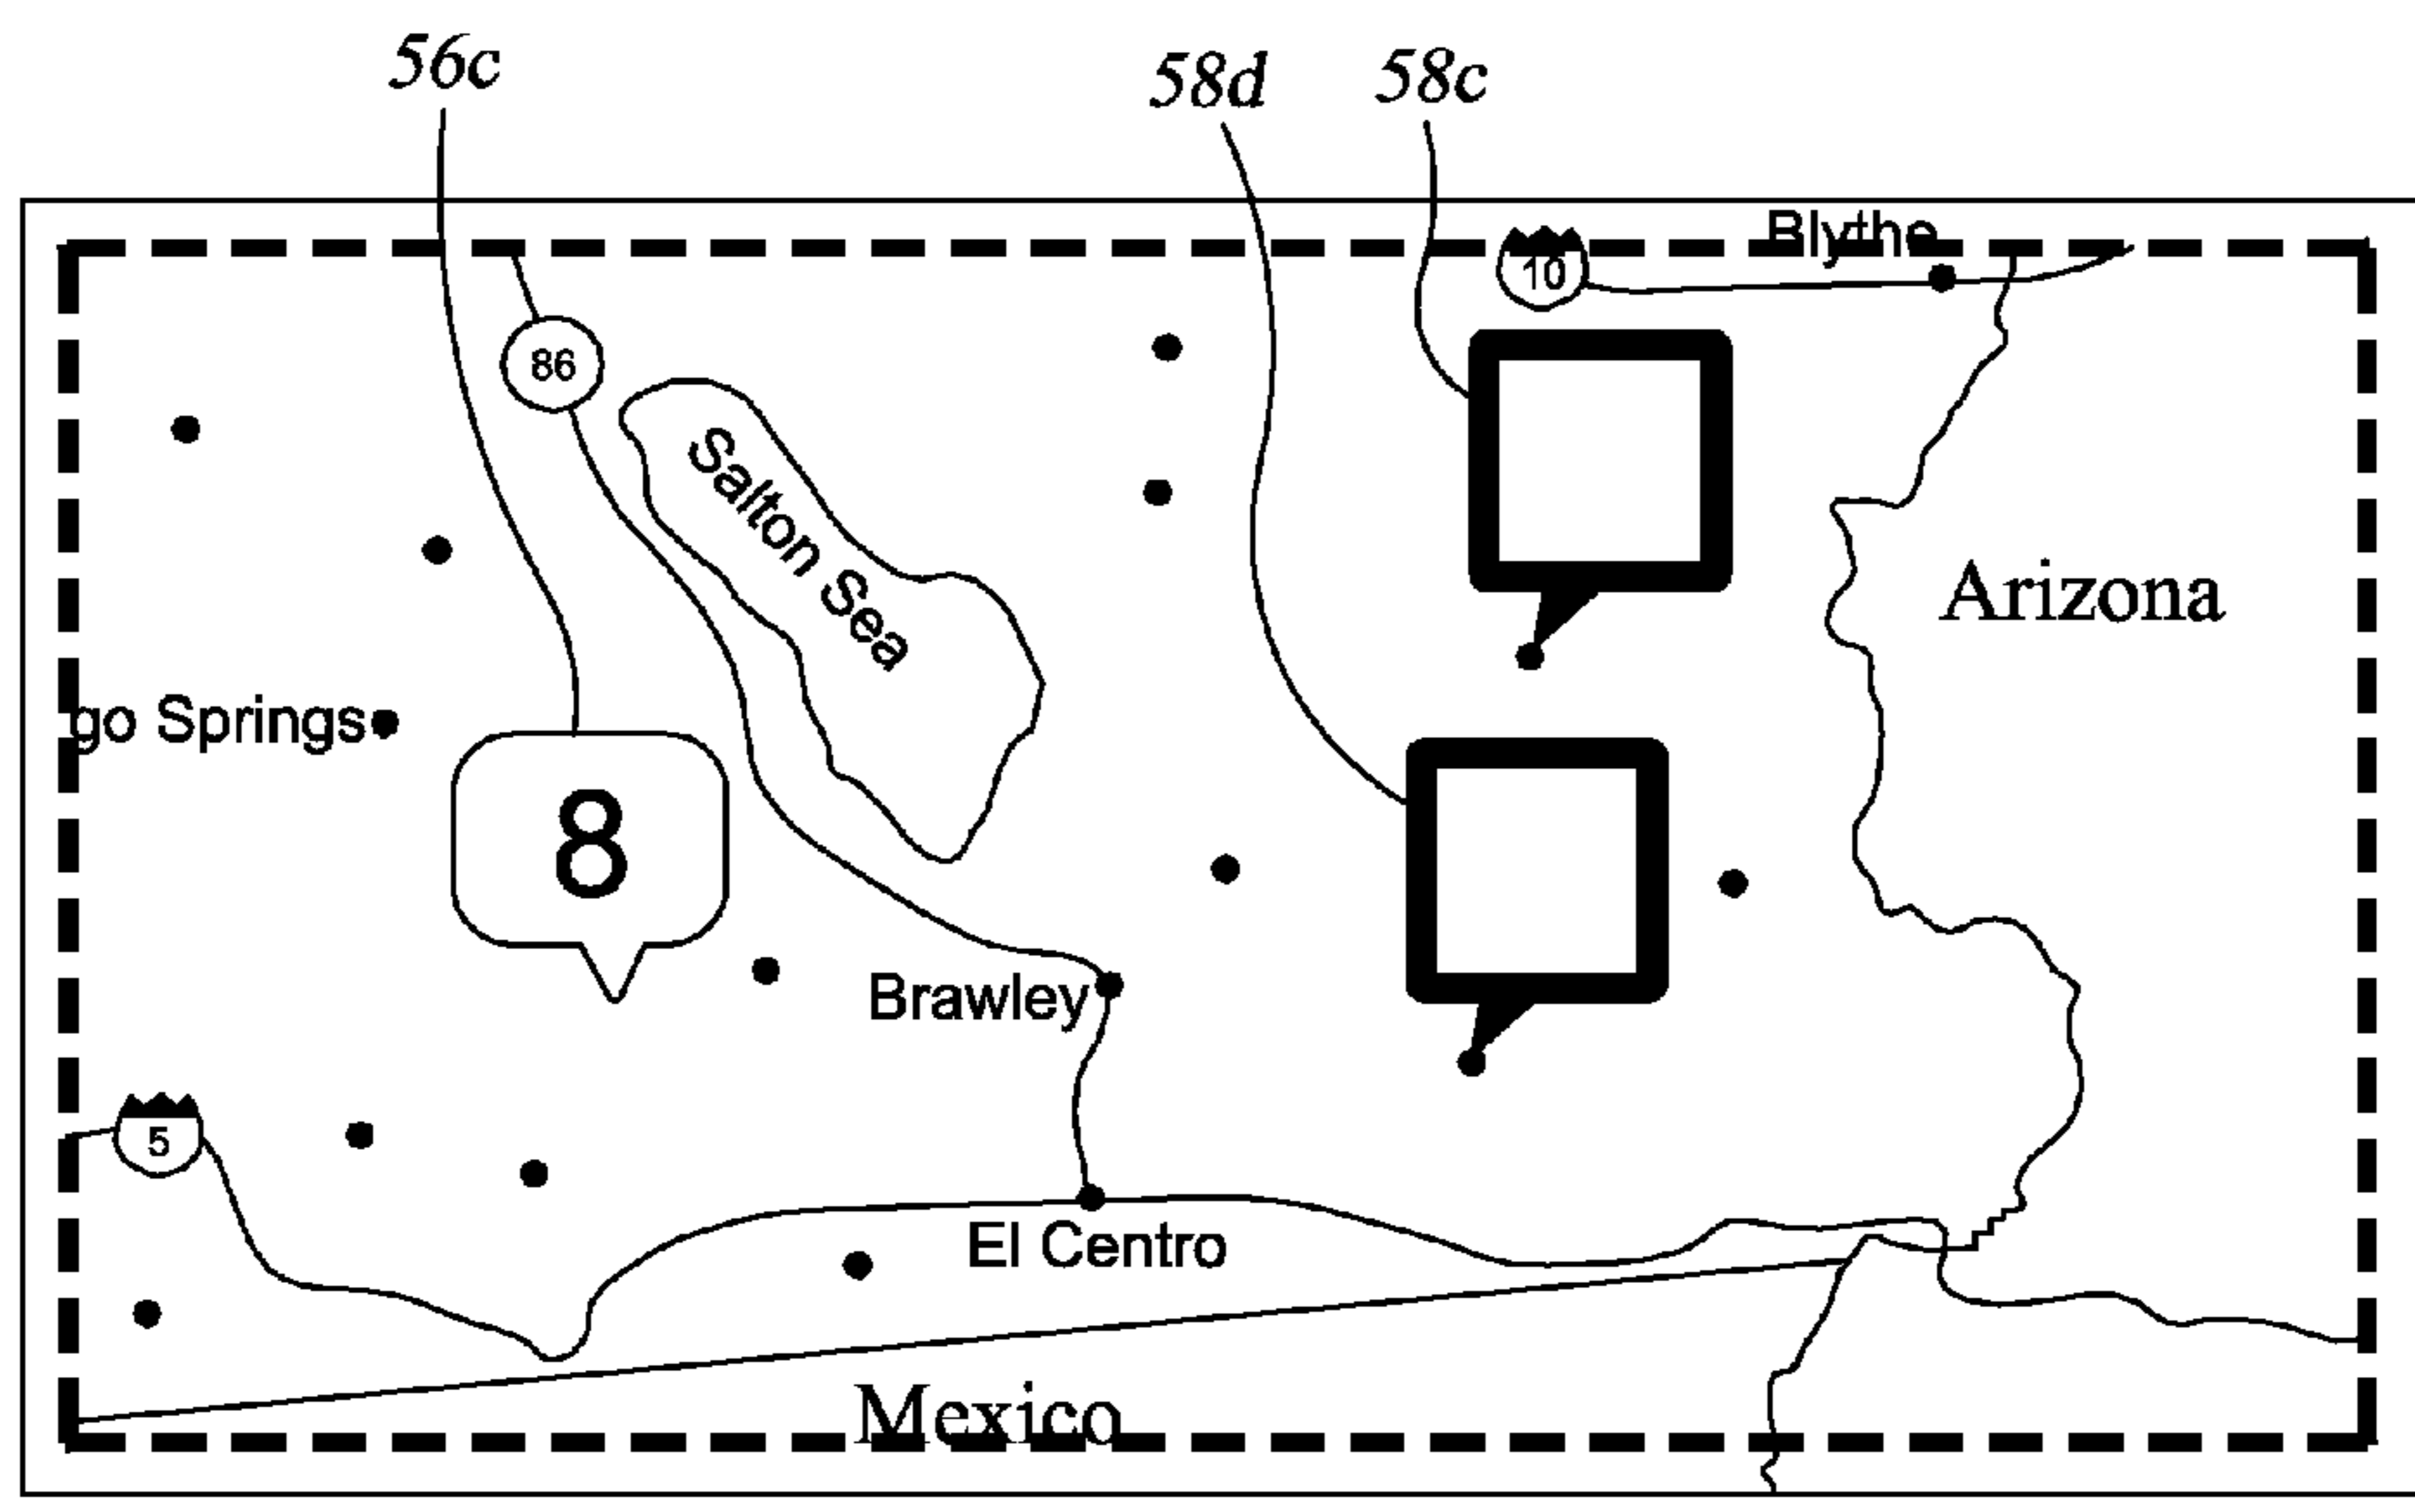 56c
58d
58c
Blythe
10
86
Salton Sea
Arizona
go Springs
8
Brawley
5
El Centro
Mexico